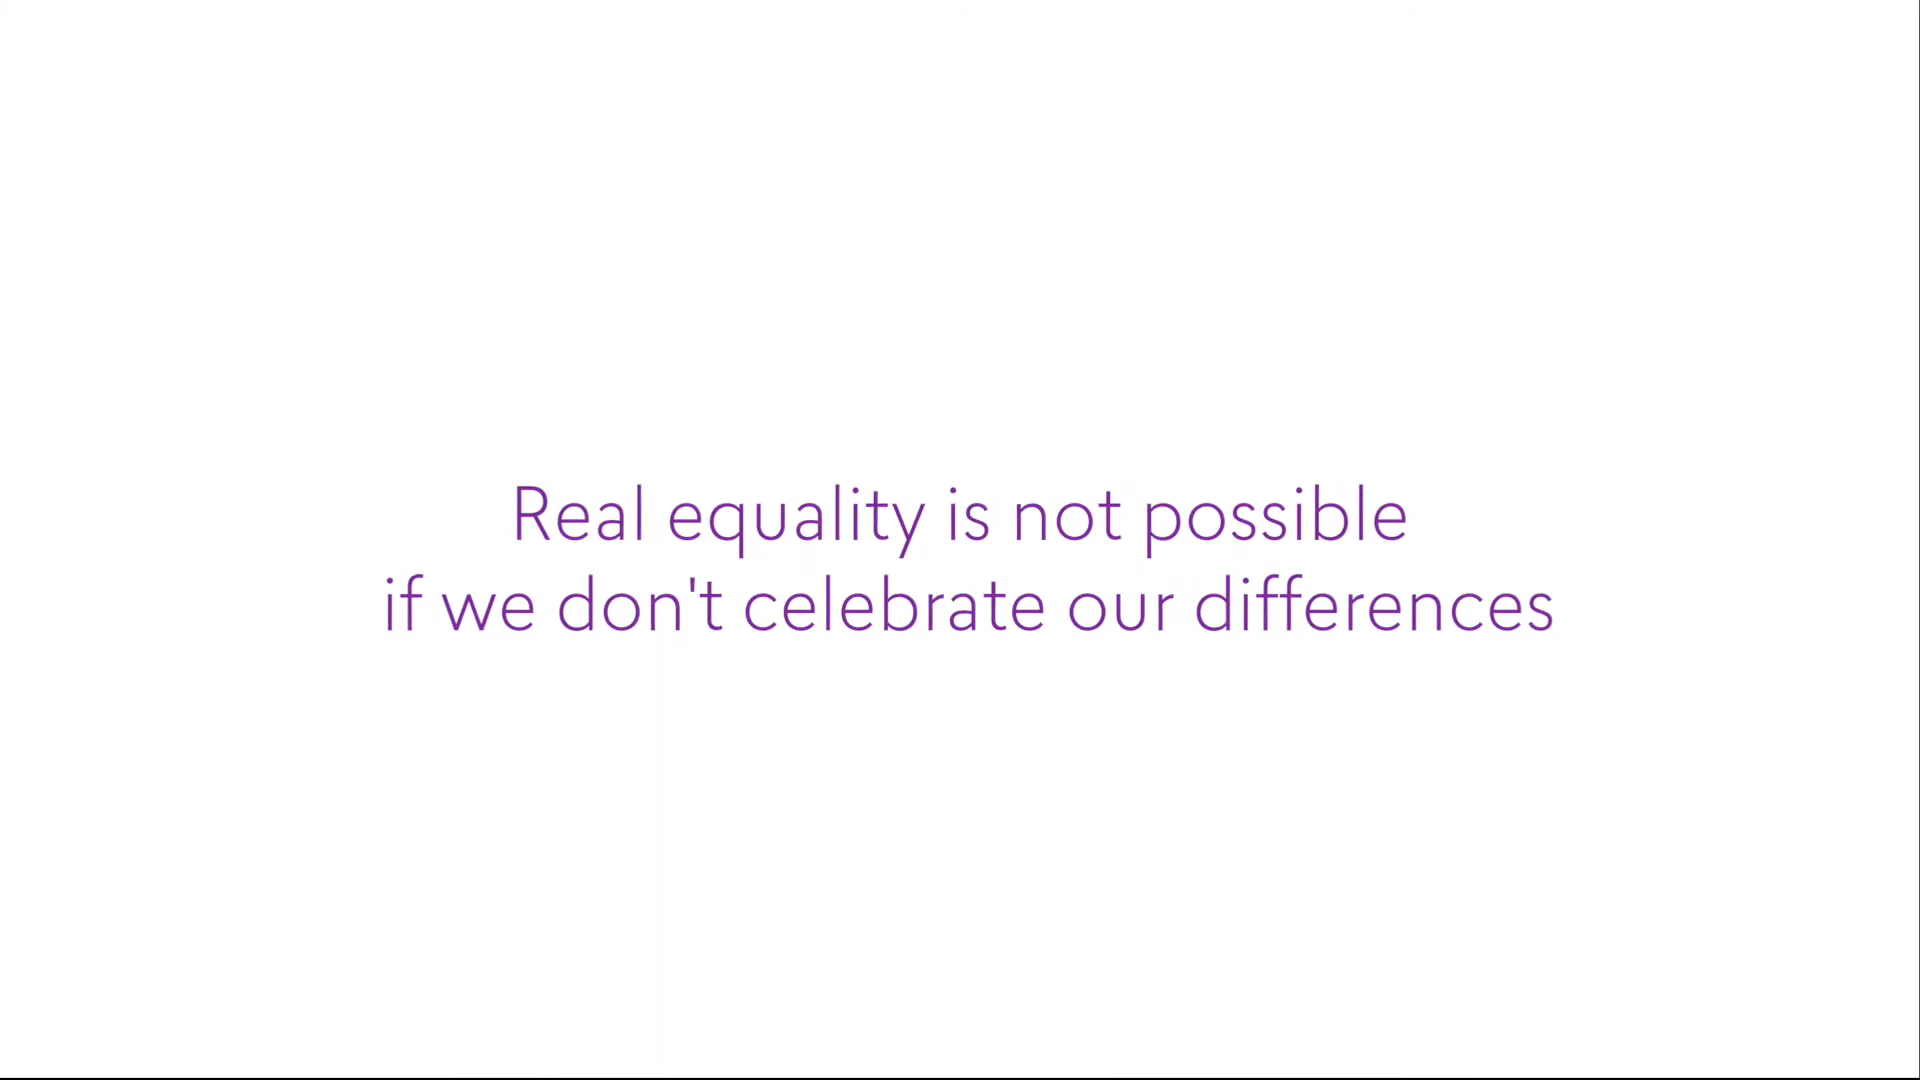 Real equality is not possible
if we don't celebrate our differences